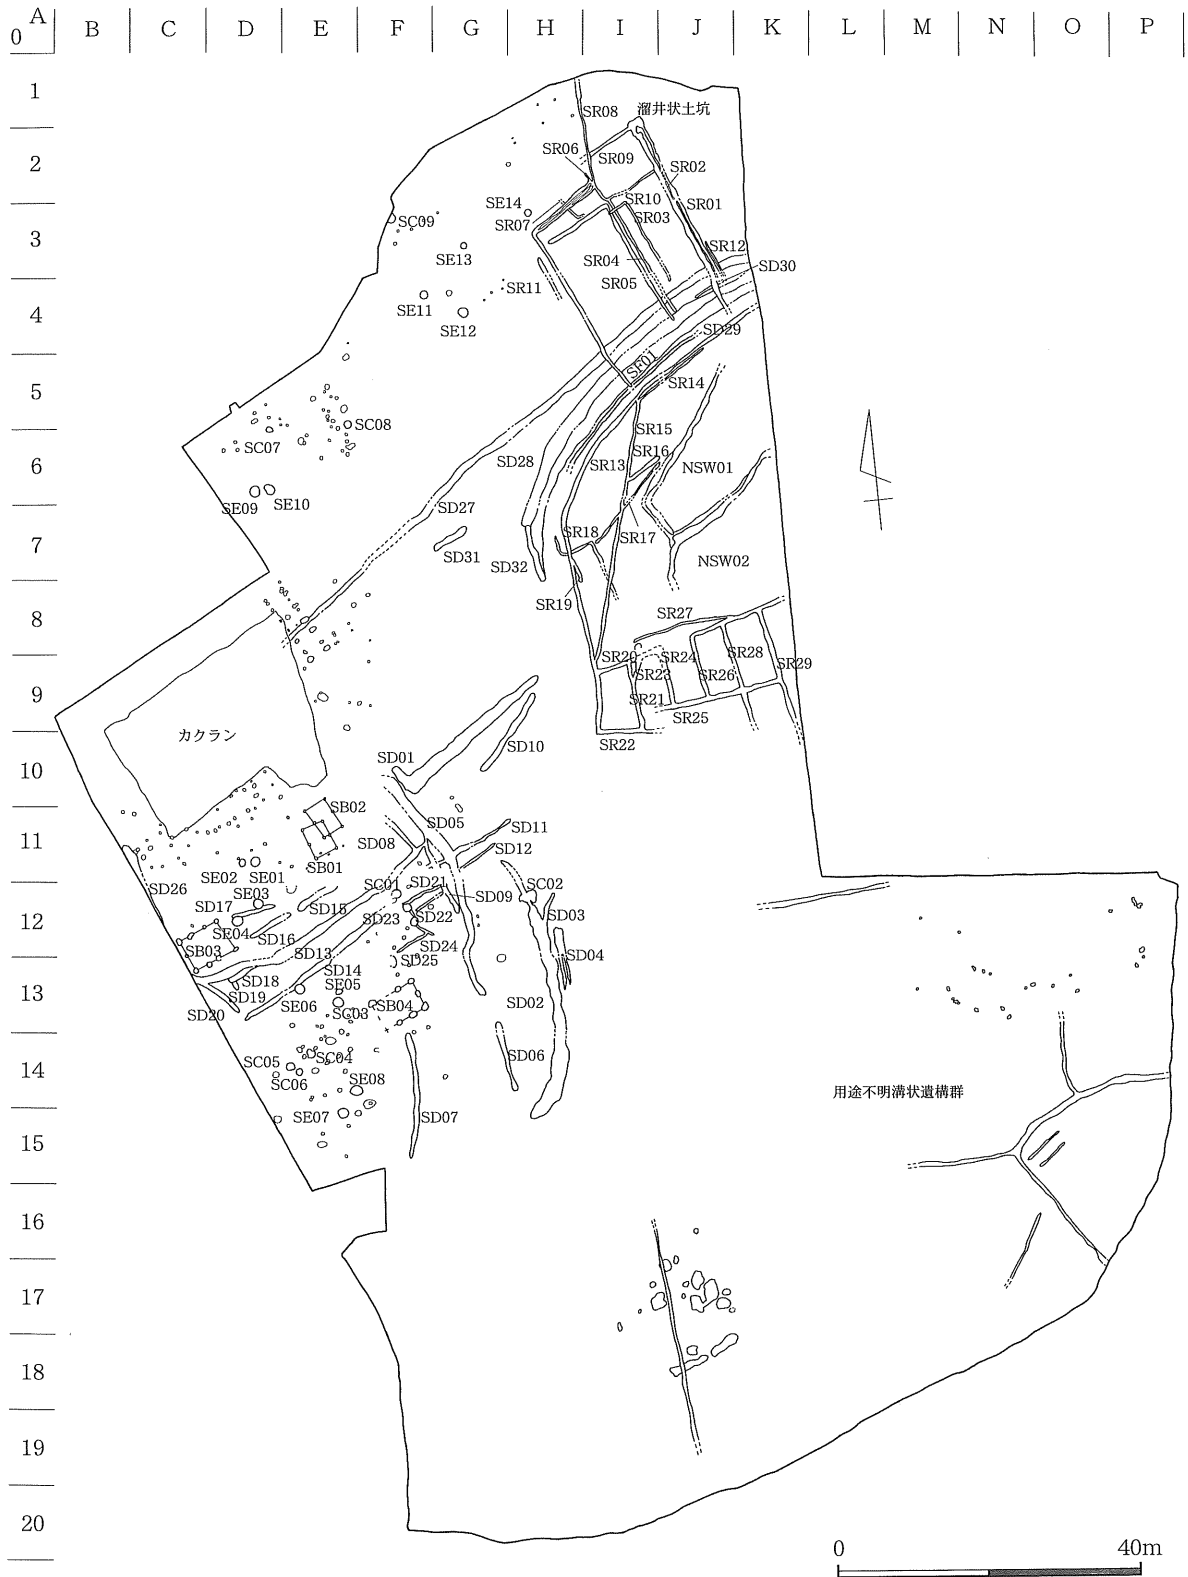 A B C D E F G H I J K L M N O P
0
1
SR08 溜井状土坑
2
SR06 SR09
SR02
SE14 SR10 SR01
SC09 SR07 SR03
3
SE13 SR04 SR12
SR11 SR05 SD30
4
SE11
SE12 SD29
SF01
5
SR14
SC08 SR15
SC07 SR16
6
SD28 SR13 NSW01
SE09 SE10
SD27
7
SR18 SR17
SD31 SD32 NSW02
SR19
8
SR27
SR20 SR24 SR28
SR23 SR26 SR29
9
SR21
SR25
カクラン SR22
SD10
SD01
10
SB02
SD05 SD11
11
SD08 SD12
SB01
SE02 SE01
SD26 SE03 SC01 SD21 SC02
SD17 SD15 SD09
12
SE04 SD16 SD23 SD22 SD03
SB03 SD13 SD24
SD25 SD04
SD18 SD14
13
SD19 SE05
SD20 SE06 SC03 SB04 SD02
SC05 SC04 SD06
14
SC06 SE08
用途不明溝状遺構群
SE07 SD07
15
16
17
18
19
20
0 40m